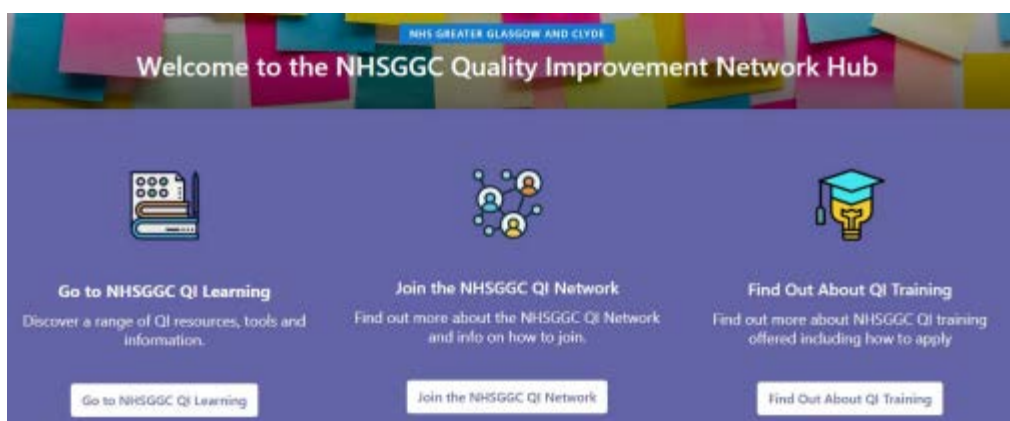 NHS GREATER GLASGOW AND CLYDE
Welcome to the NHSGGC Quality Improvement Network Hub
Go to NHSGGC QI Learning
Discover a range of QI resources, tools and
information.
Go to NHSGGC QI Learning
Join the NHSGGC QI Network
Find out more about the NHSGGC QI Network
and info on how to join.
Join the NHSGGC QI Network
Find Out About QI Training
Find out more about NHSGGC QI training
offered including how to apply
Find Out About QI Training